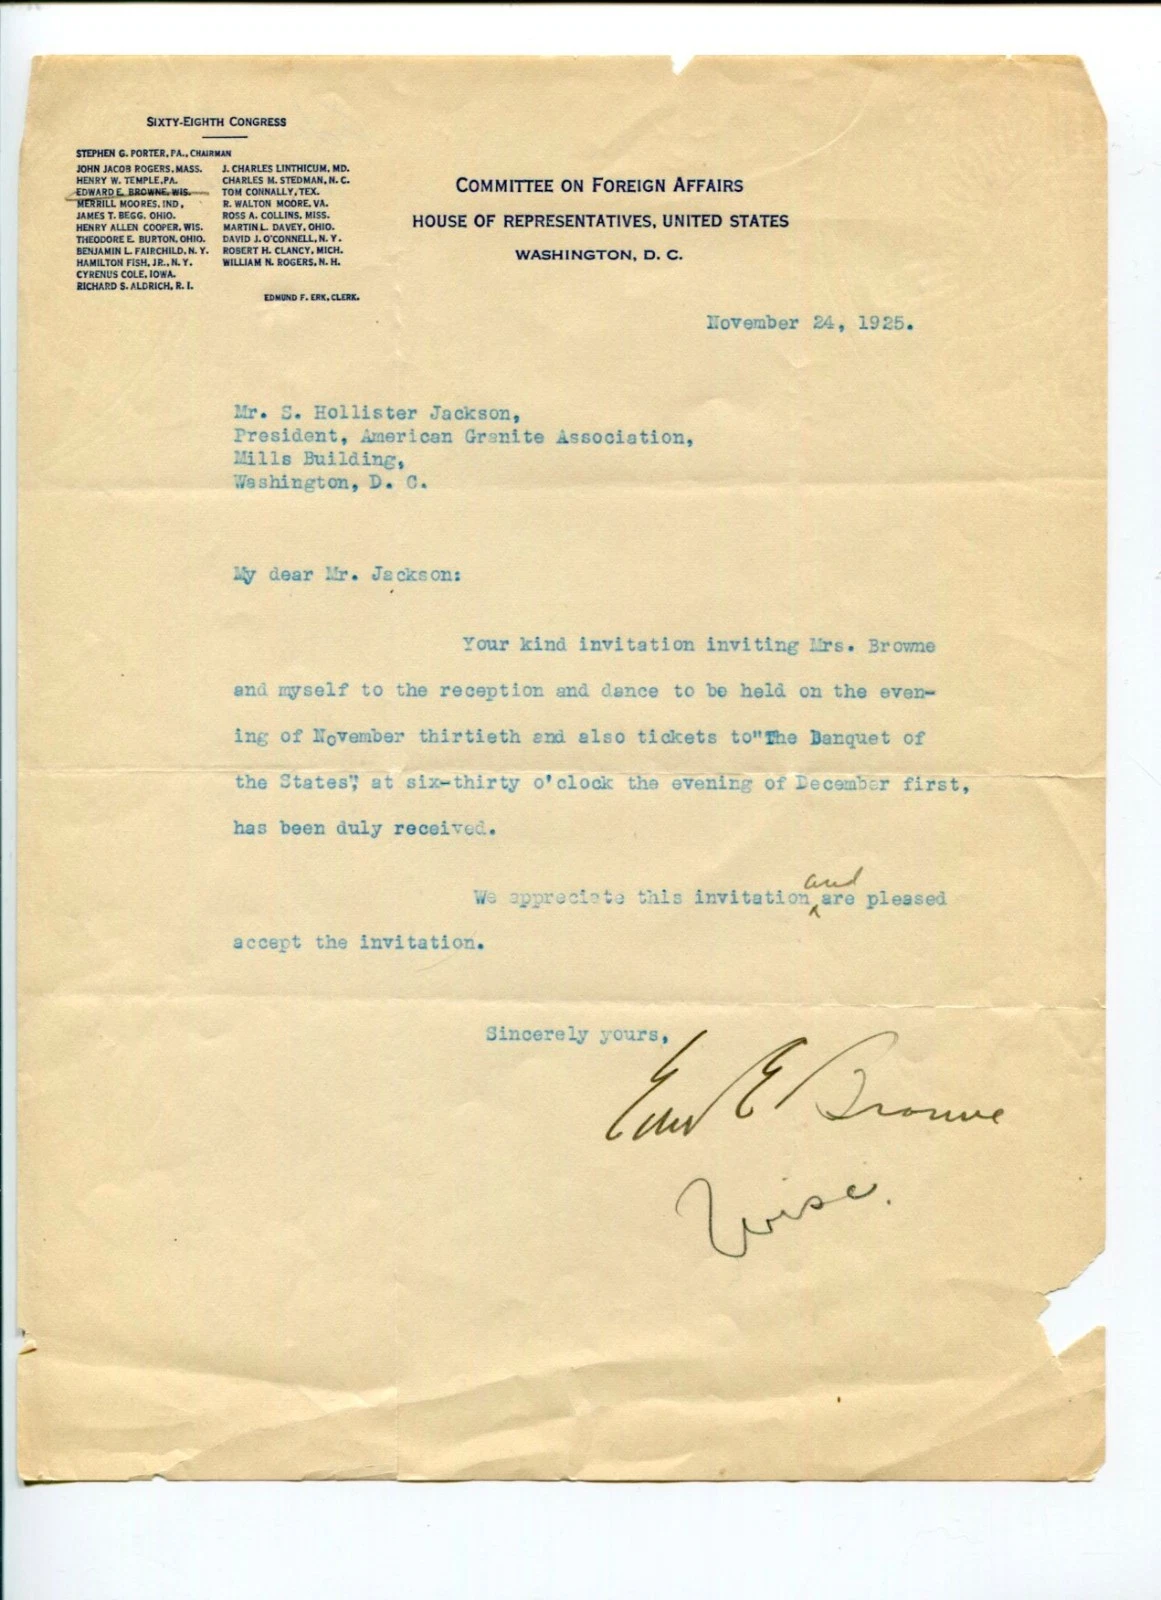 SIXTY-EIGHTH CONGRESS
STEPHEN G. PORTER, PA., CHAIRMAN
JOHN JACOB ROGERS, MASS.
HENRY W. TEMPLE, PA.
EDWARD E. BROWNE, WIS.
MERRILL MOORES, IND.
JAMES T. BEGG, OHIO.
HENRY ALLEN COOPER, WIS.
THEODORE E. BURTON, OHIO.
BENJAMIN L. FAIRCHILD, N. Y.
HAMILTON FISH, JR., N. Y.
CYRENUS COLE, IOWA.
RICHARD S. ALDRICH, R. I.
J. CHARLES LINTHICUM, MD.
CHARLES M. STEDMAN, N. C.
TOM CONNALLY, TEX.
R. WALTON MOORE, VA.
ROSS A. COLLINS, MISS.
MARTIN L. DAVEY, OHIO.
DAVID J. O'CONNELL, N. Y.
ROBERT H. CLANCY, MICH.
WILLIAM N. ROGERS, N. H.
EDMUND F. ERK, CLERK.
COMMITTEE ON FOREIGN AFFAIRS
HOUSE OF REPRESENTATIVES, UNITED STATES
WASHINGTON, D. C.
November 24, 1925.
Mr. S. Hollister Jackson,
President, American Granite Association,
Mills Building,
Washington, D. C.
My dear Mr. Jackson:
Your kind invitation inviting Mrs. Browne
and myself to the reception and dance to be held on the even-
ing of November thirtieth and also tickets to"The Banquet of
the States", at six-thirty o'clock the evening of December first,
has been duly received.
We appreciate this invitation and are pleased
accept the invitation.
Sincerely yours,
Edw E Browne
Wisc.